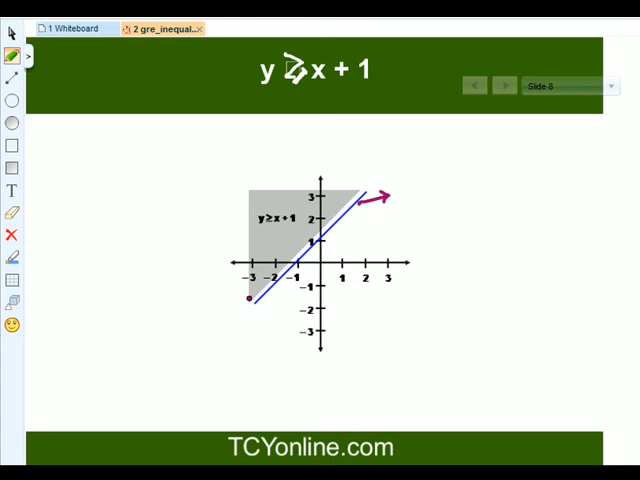 1 Whiteboard
2 gre_inequal..
y ≥ x + 1
Slide 8
T
3
y ≥ x + 1
2
1
-3 -2 -1 1 2 3
-1
-2
-3
TCYonline.com